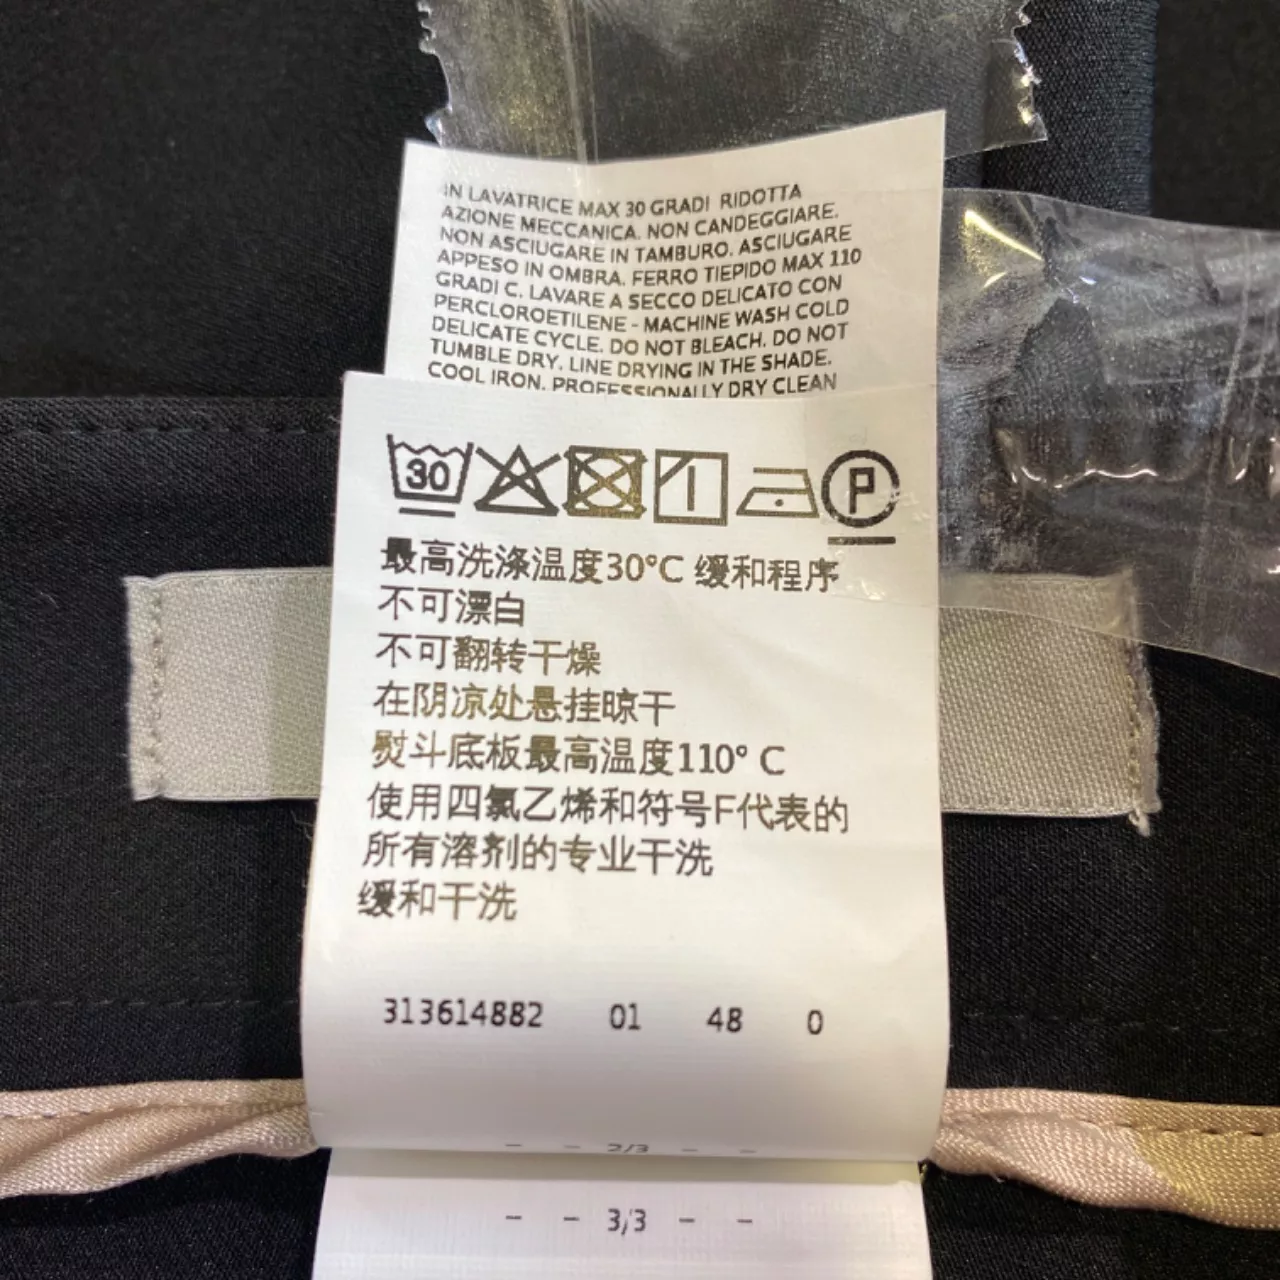 IN LAVATRICE MAX 30 GRADI RIDOTTA
AZIONE MECCANICA. NON CANDEGGIARE.
NON ASCIUGARE IN TAMBURO. ASCIUGARE
APPESO IN OMBRA. FERRO TIEPIDO MAX 110
GRADI C. LAVARE A SECCO DELICATO CON
PERCLOROETILENE - MACHINE WASH COLD
DELICATE CYCLE. DO NOT BLEACH. DO NOT
TUMBLE DRY. LINE DRYING IN THE SHADE.
COOL IRON. PROFESSIONALLY DRY CLEAN
30 P
最高洗涤温度30°C 缓和程序
不可漂白
不可翻转干燥
在阴凉处悬挂晾干
熨斗底板最高温度110° C
使用四氯乙烯和符号F代表的
所有溶剂的专业干洗
缓和干洗
313614882 01 48 0
- - 2/3 - -
- - 3/3 - -